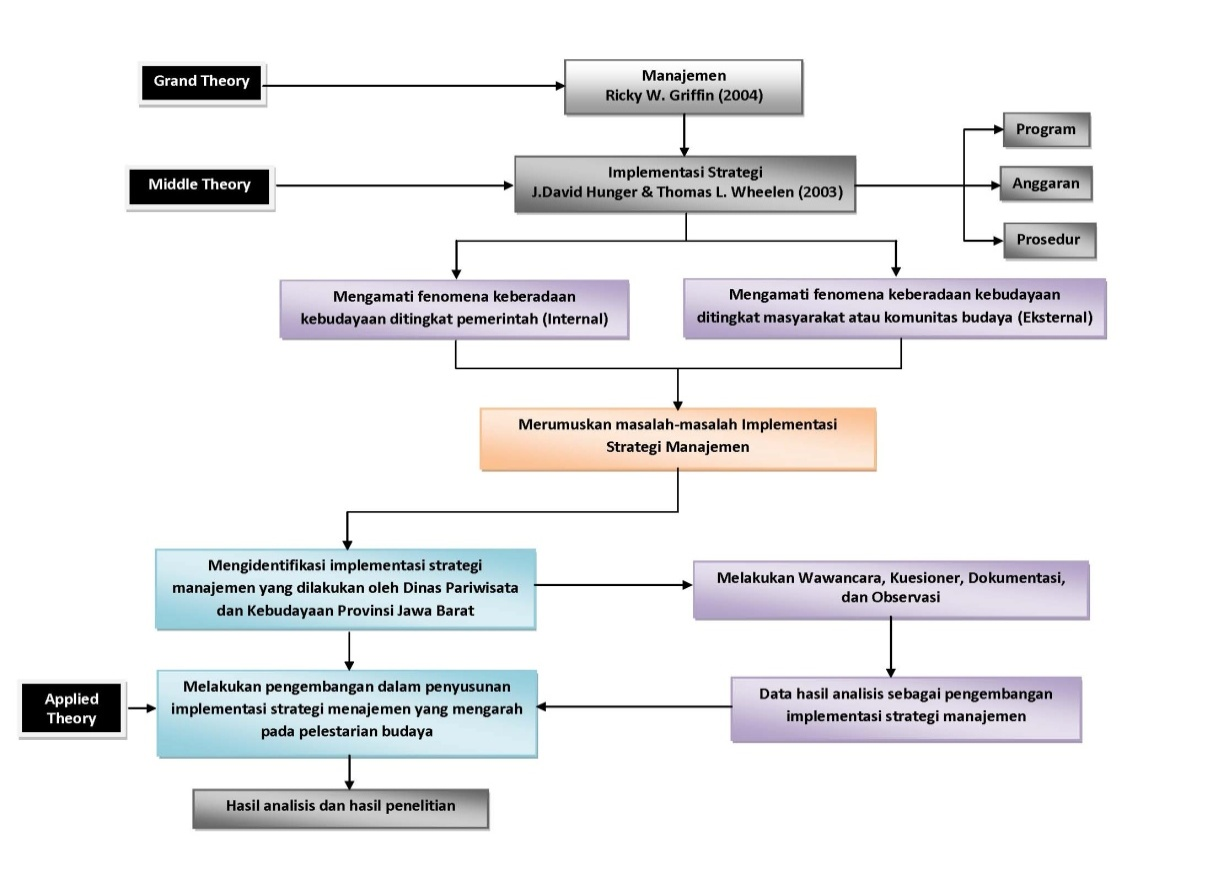 Grand Theory
Manajemen
Ricky W. Griffin (2004)
Program
Middle Theory
Implementasi Strategi
J.David Hunger & Thomas L. Wheelen (2003)
Anggaran
Prosedur
Mengamati fenomena keberadaan
kebudayaan ditingkat pemerintah (Internal)
Mengamati fenomena keberadaan kebudayaan
ditingkat masyarakat atau komunitas budaya (Eksternal)
Merumuskan masalah-masalah Implementasi
Strategi Manajemen
Mengidentifikasi implementasi strategi
manajemen yang dilakukan oleh Dinas Pariwisata
dan Kebudayaan Provinsi Jawa Barat
Melakukan Wawancara, Kuesioner, Dokumentasi,
dan Observasi
Applied
Theory
Melakukan pengembangan dalam penyusunan
implementasi strategi menajemen yang mengarah
pada pelestarian budaya
Data hasil analisis sebagai pengembangan
implementasi strategi manajemen
Hasil analisis dan hasil penelitian